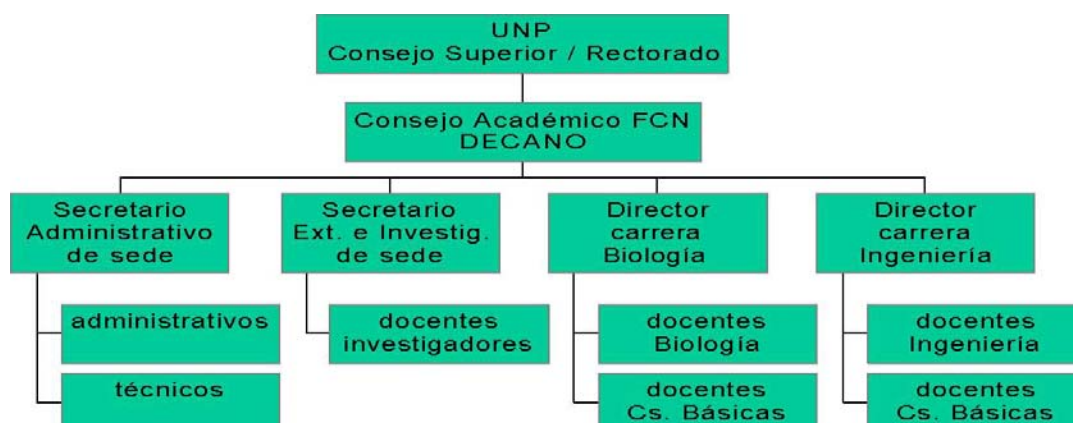 UNP
Consejo Superior / Rectorado
Consejo Académico FCN
DECANO
Secretario
Administrativo
de sede
Secretario
Ext. e Investig.
de sede
Director
carrera
Biología
Director
carrera
Ingeniería
administrativos
técnicos
docentes
investigadores
docentes
Biología
docentes
Cs. Básicas
docentes
Ingeniería
docentes
Cs. Básicas